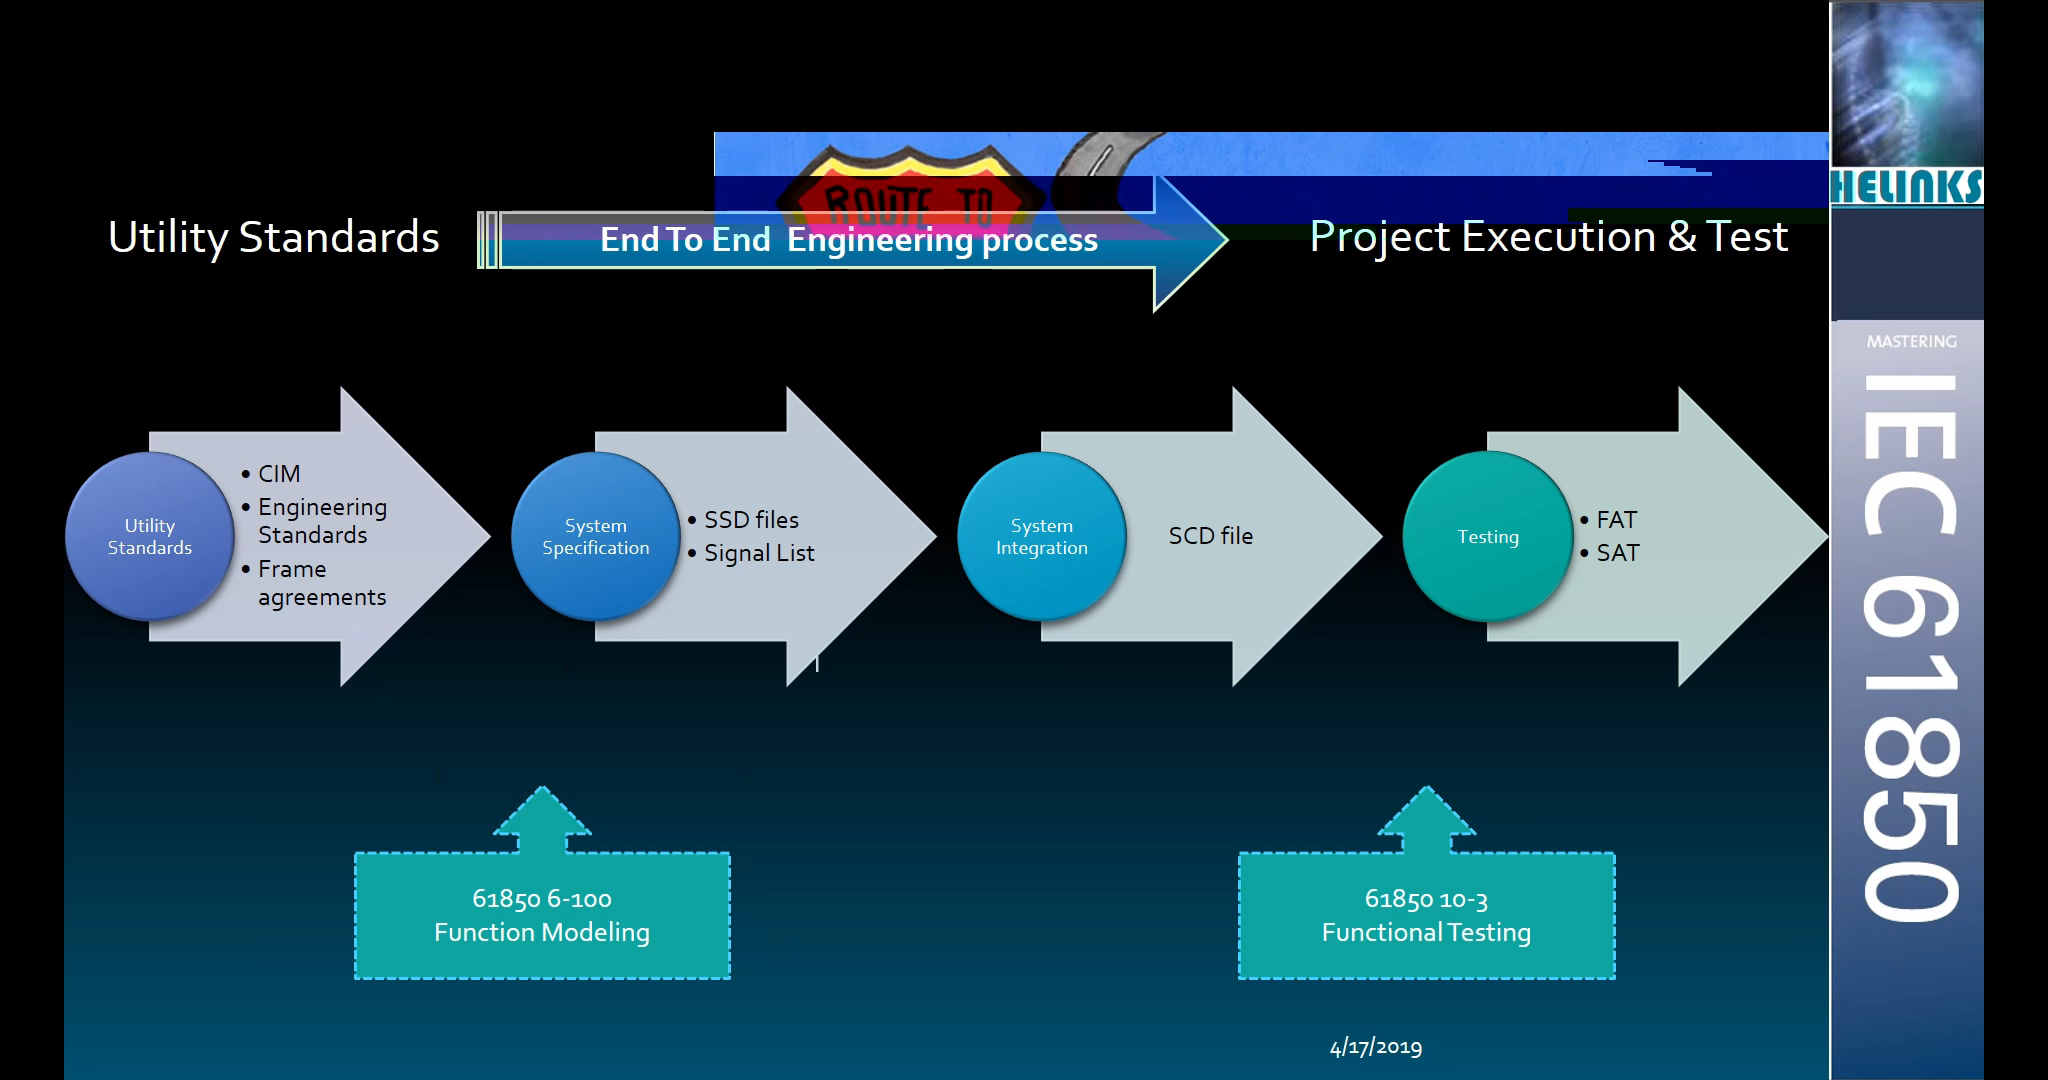 ROUTE TO
HELINKS
Utility Standards
End To End Engineering process
Project Execution & Test
MASTERING
IEC 61850
Utility
Standards
• CIM
• Engineering
Standards
• Frame
agreements
System
Specification
• SSD files
• Signal List
System
Integration
SCD file
Testing
• FAT
• SAT
61850 6-100
Function Modeling
61850 10-3
Functional Testing
4/17/2019